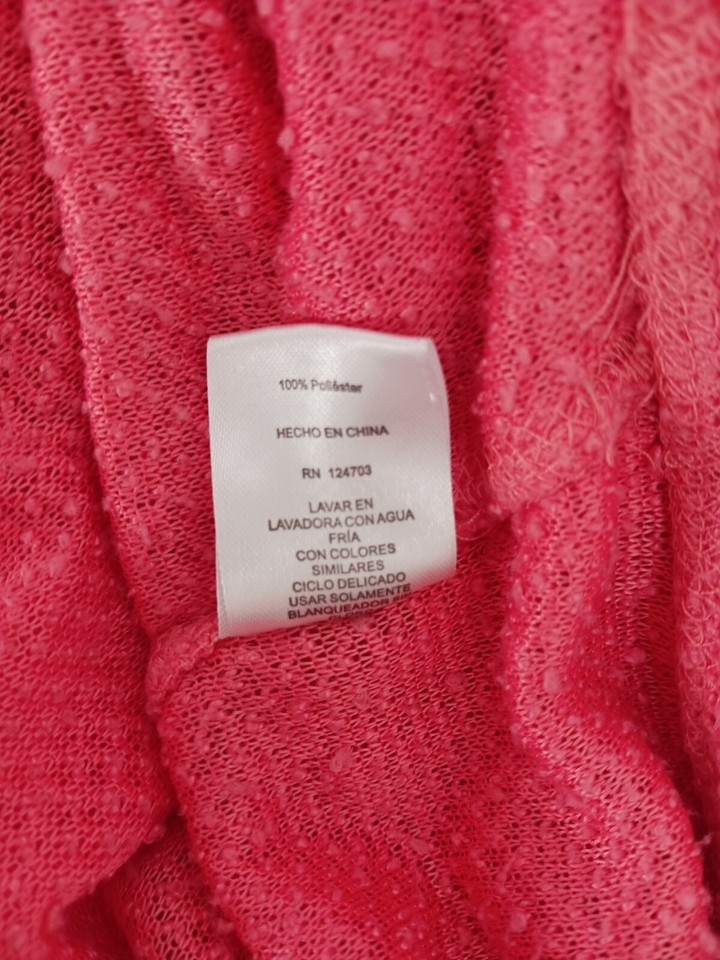 100% Poliéster
HECHO EN CHINA
RN 124703
LAVAR EN
LAVADORA CON AGUA
FRÍA
CON COLORES
SIMILARES
CICLO DELICADO
USAR SOLAMENTE
BLANQUEADOR